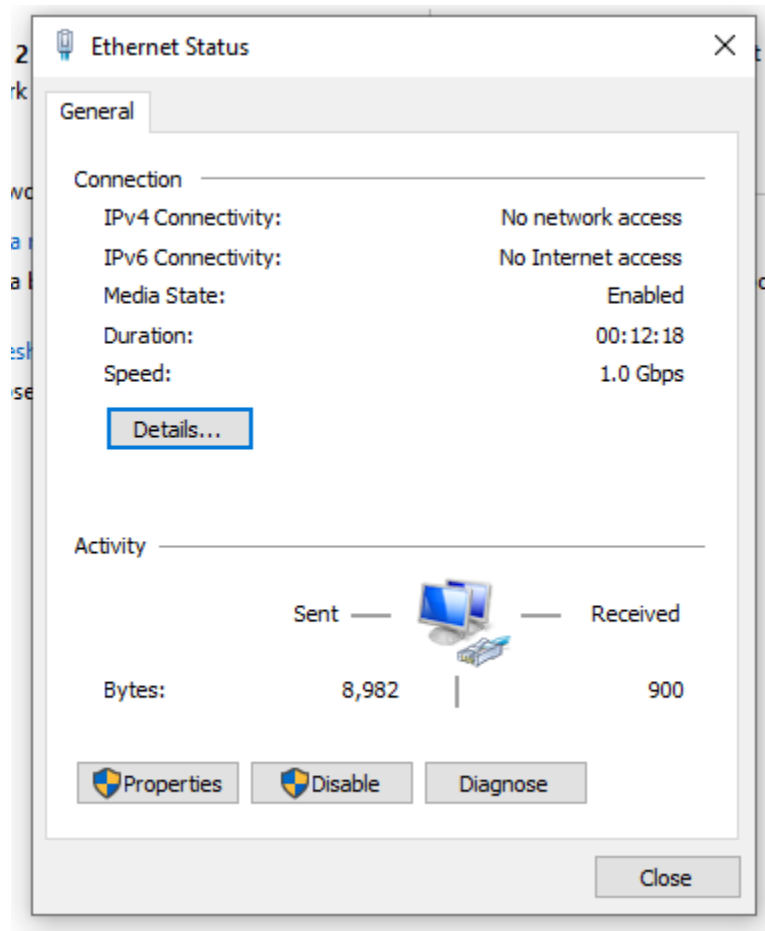 Ethernet Status
General
Connection
IPv4 Connectivity: No network access
IPv6 Connectivity: No Internet access
Media State: Enabled
Duration: 00:12:18
Speed: 1.0 Gbps
Details...
Activity
Sent Received
Bytes: 8,982 900
Properties Disable Diagnose
Close